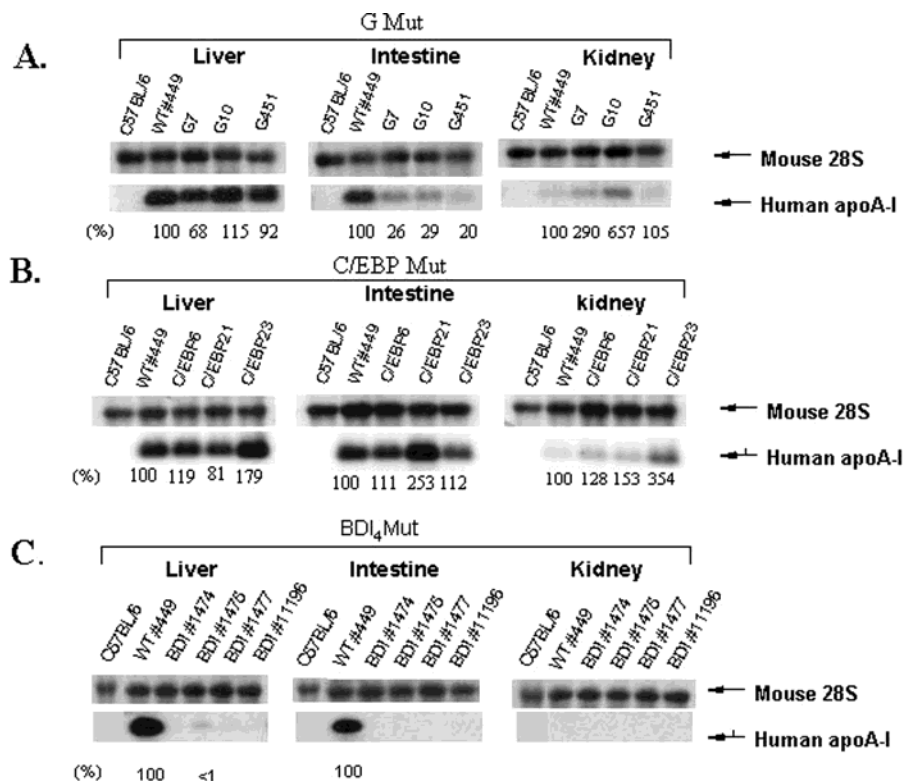 G Mut
A.
Liver Intestine Kidney
C57BL/6 WT#449 G7 G10 G451 C57BL/6 WT#449 G7 G10 G451 C57BL/6 WT#449 G7 G10 G451
Mouse 28S
Human apoA-I
(%) 100 68 115 92 100 26 29 20 100 290 657 105
C/EBP Mut
B.
Liver Intestine kidney
C57BL/6 WT#449 C/EBP6 C/EBP21 C/EBP23 C57BL/6 WT#449 C/EBP6 C/EBP21 C/EBP23 C57BL/6 WT#449 C/EBP6 C/EBP21 C/EBP23
Mouse 28S
Human apoA-I
(%) 100 119 81 179 100 111 253 112 100 128 153 354
BDI4Mut
C.
Liver Intestine Kidney
C57BL/6 WT#449 BDI#1474 BDI#1475 BDI#1477 BDI#11196 C57BL/6 WT#449 BDI#1474 BDI#1475 BDI#1477 BDI#11196 C57BL/6 WT#449 BDI#1474 BDI#1475 BDI#1477 BDI#11196
Mouse 28S
Human apoA-I
(%) 100 <1 100